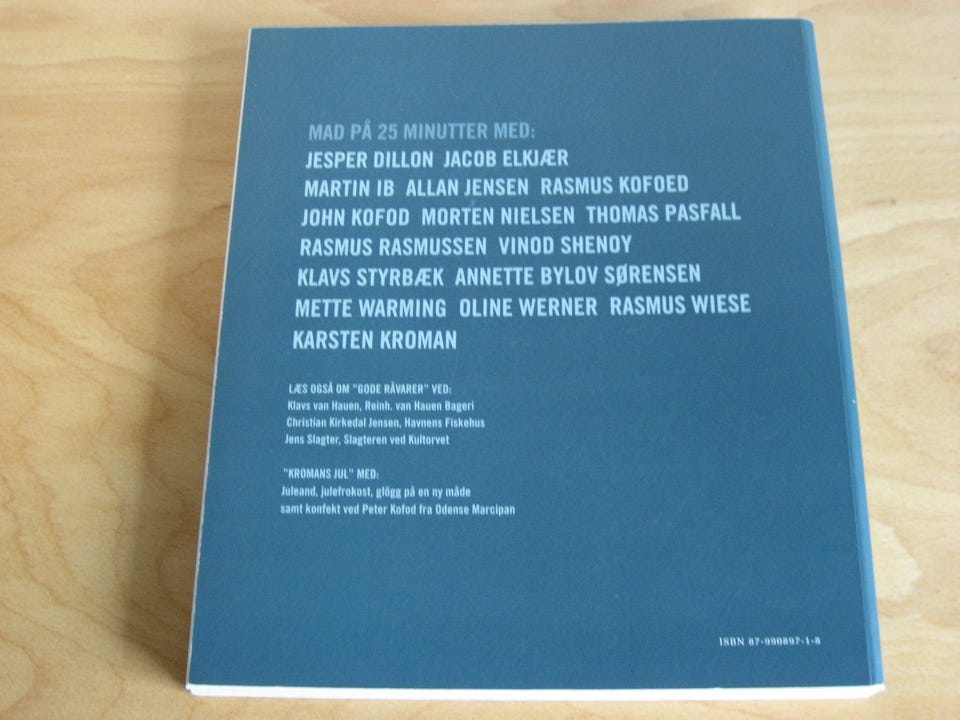 MAD PÅ 25 MINUTTER MED:
JESPER DILLON JACOB ELKJÆR
MARTIN IB ALLAN JENSEN RASMUS KOFOED
JOHN KOFOD MORTEN NIELSEN THOMAS PASFALL
RASMUS RASMUSSEN VINOD SHENOY
KLAVS STYRBÆK ANNETTE BYLOV SØRENSEN
METTE WARMING OLINE WERNER RASMUS WIESE
KARSTEN KROMAN
LÆS OGSÅ OM "GODE RÅVARER" VED:
Klavs van Hauen, Reinh. van Hauen Bageri
Christian Kirkedal Jensen, Havnens Fiskehus
Jens Slagter, Slagteren ved Kultorvet
"KROMANS JUL" MED:
Juleand, julefrokost, glögg på en ny måde
samt konfekt ved Peter Kofod fra Odense Marcipan
ISBN 87-990897-1-8